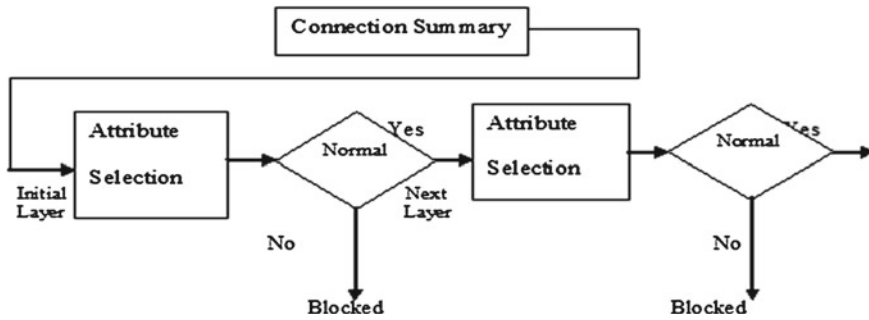 Connection Summary
Attribute
Selection
Initial
Layer
Normal
Yes
No
Blocked
Next
Layer
Attribute
Selection
Normal
Yes
No
Blocked